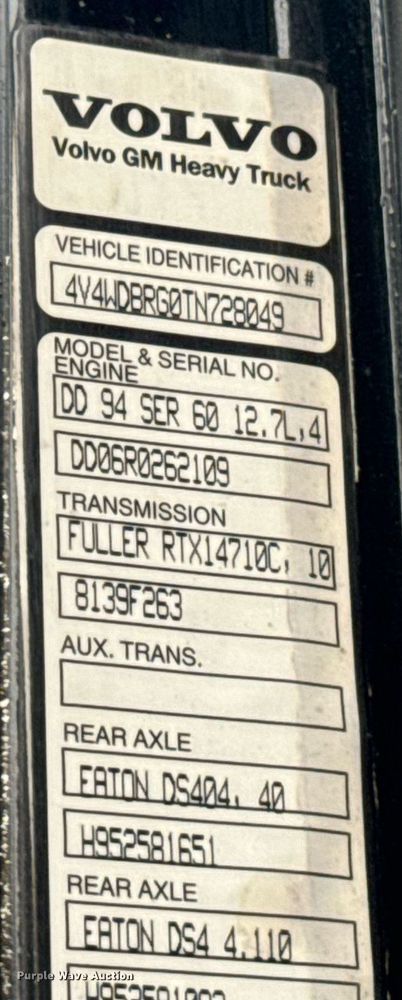 VOLVO
Volvo GM Heavy Truck
VEHICLE IDENTIFICATION #
4V4WDBRG0TN728049
MODEL & SERIAL NO.
ENGINE
DD 94 SER 60 12.7L,4
DD06R0262109
TRANSMISSION
FULLER RTX14710C, 10
8139F263
AUX. TRANS.
REAR AXLE
EATON DS404, 40
H952581651
REAR AXLE
EATON DS4 4.110
Purple Wave Auction